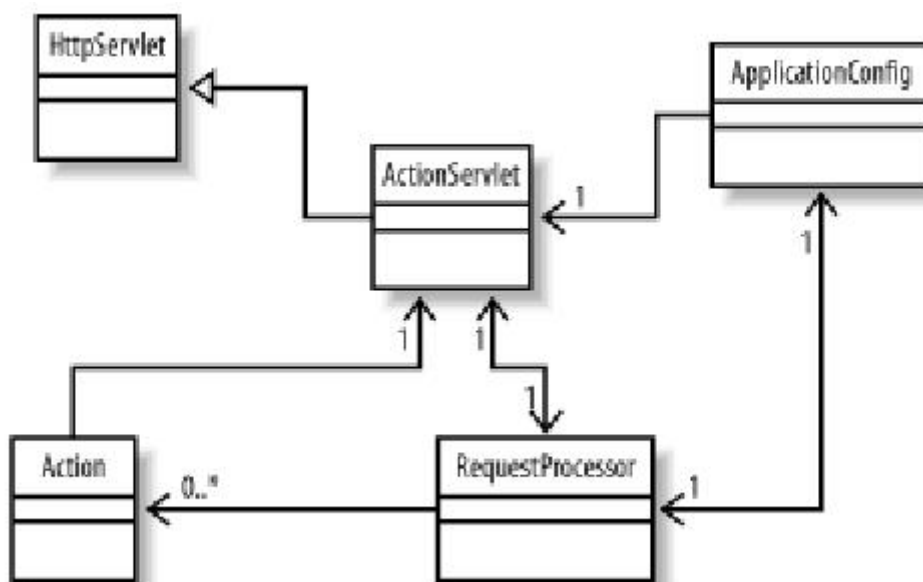 HttpServlet
ApplicationConfig
ActionServlet
1
1
1
1
1
Action
0..*
RequestProcessor
1